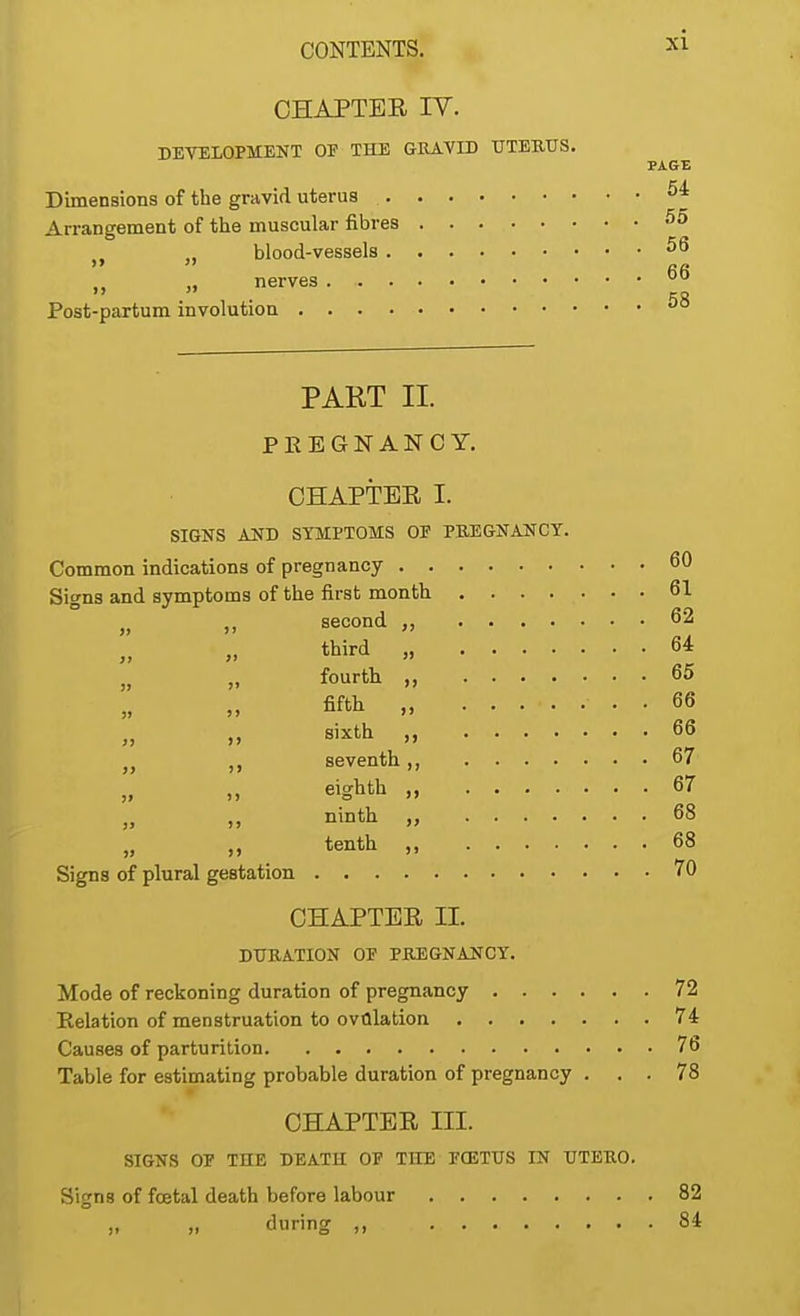 CONTENTS. xi
CHAPTER IV.
DEVELOPMENT OF THE GRAVID UTERUS.
PAGE
Dimensions of the gravid uterus . . . . . . . . . . 54
Arrangement of the muscular fibres . . . . . . . . . 55
,, ,, blood-vessels . . . . . . . . . . 56
,, ,, nerves . . . . . . . . . . . . 66
Post-partum involution . . . . . . . . . . . . . 58
PART II.
PREGNANCY.
CHAPTER I.
SIGNS AND SYMPTOMS OF PREGNANCY.
Common indications of pregnancy . . . . . . . . . 60
Signs and symptoms of the first month . . . . . . . 61
,, ,, second ,, . . . . . . . 62
,, ,, third ,, . . . . . . . 64
,, ,, fourth ,, . . . . . . . 65
,, ,, fifth ,, . . . . . . . 66
,, ,, sixth ,, . . . . . . . 66
,, ,, seventh ,, . . . . . . . 67
,, ,, eighth ,, . . . . . . . 67
,, ,, ninth ,, . . . . . . . 68
,, ,, tenth ,, . . . . . . . 68
Signs of plural gestation . . . . . . . . . . . . 70
CHAPTER II.
DURATION OF PREGNANCY.
Mode of reckoning duration of pregnancy . . . . . . 72
Relation of menstruation to ovulation . . . . . . . 74
Causes of parturition. . . . . . . . . . . . . . 76
Table for estimating probable duration of pregnancy . . . 78
CHAPTER III.
SIGNS OF THE DEATH OF THE FŒTUS IN UTERO.
Signs of fœtal death before labour . . . . . . . . . 82
,, ,, during ,, . . . . . . . . . 84